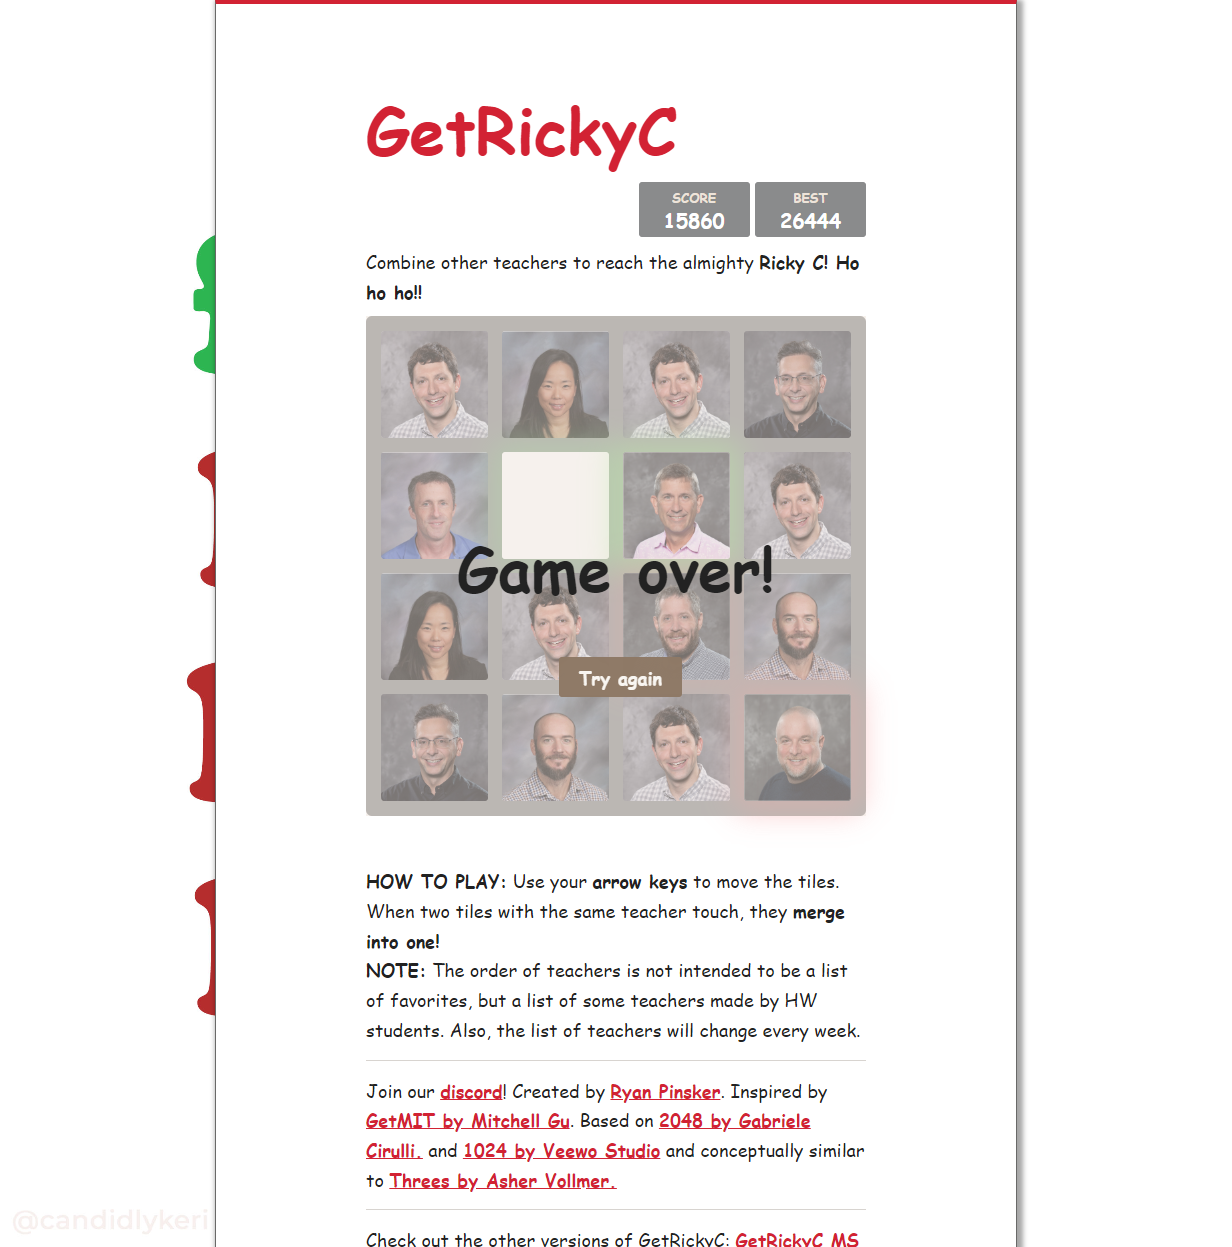 GetRickyC
SCORE
15860
BEST
26444
Combine other teachers to reach the almighty Ricky C! Ho
ho ho!!
Game over!
Try again
HOW TO PLAY: Use your arrow keys to move the tiles.
When two tiles with the same teacher touch, they merge
into one!
NOTE: The order of teachers is not intended to be a list
of favorites, but a list of some teachers made by HW
students. Also, the list of teachers will change every week.
Join our discord! Created by Ryan Pinsker. Inspired by
GetMIT by Mitchell Gu. Based on 2048 by Gabriele
Cirulli. and 1024 by Veewo Studio and conceptually similar
to Threes by Asher Vollmer.
@candidlykeri
Check out the other versions of GetRickyC: GetRickyC MS